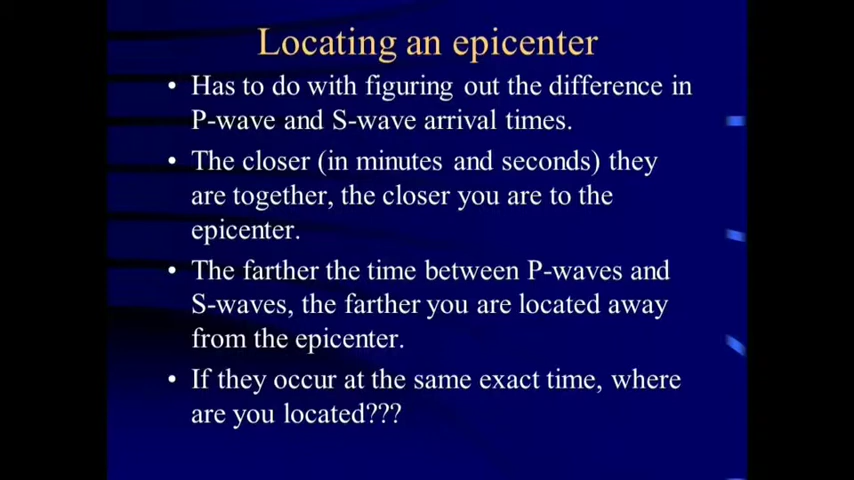 Locating an epicenter
• Has to do with figuring out the difference in
P-wave and S-wave arrival times.
• The closer (in minutes and seconds) they
are together, the closer you are to the
epicenter.
• The farther the time between P-waves and
S-waves, the farther you are located away
from the epicenter.
• If they occur at the same exact time, where
are you located???